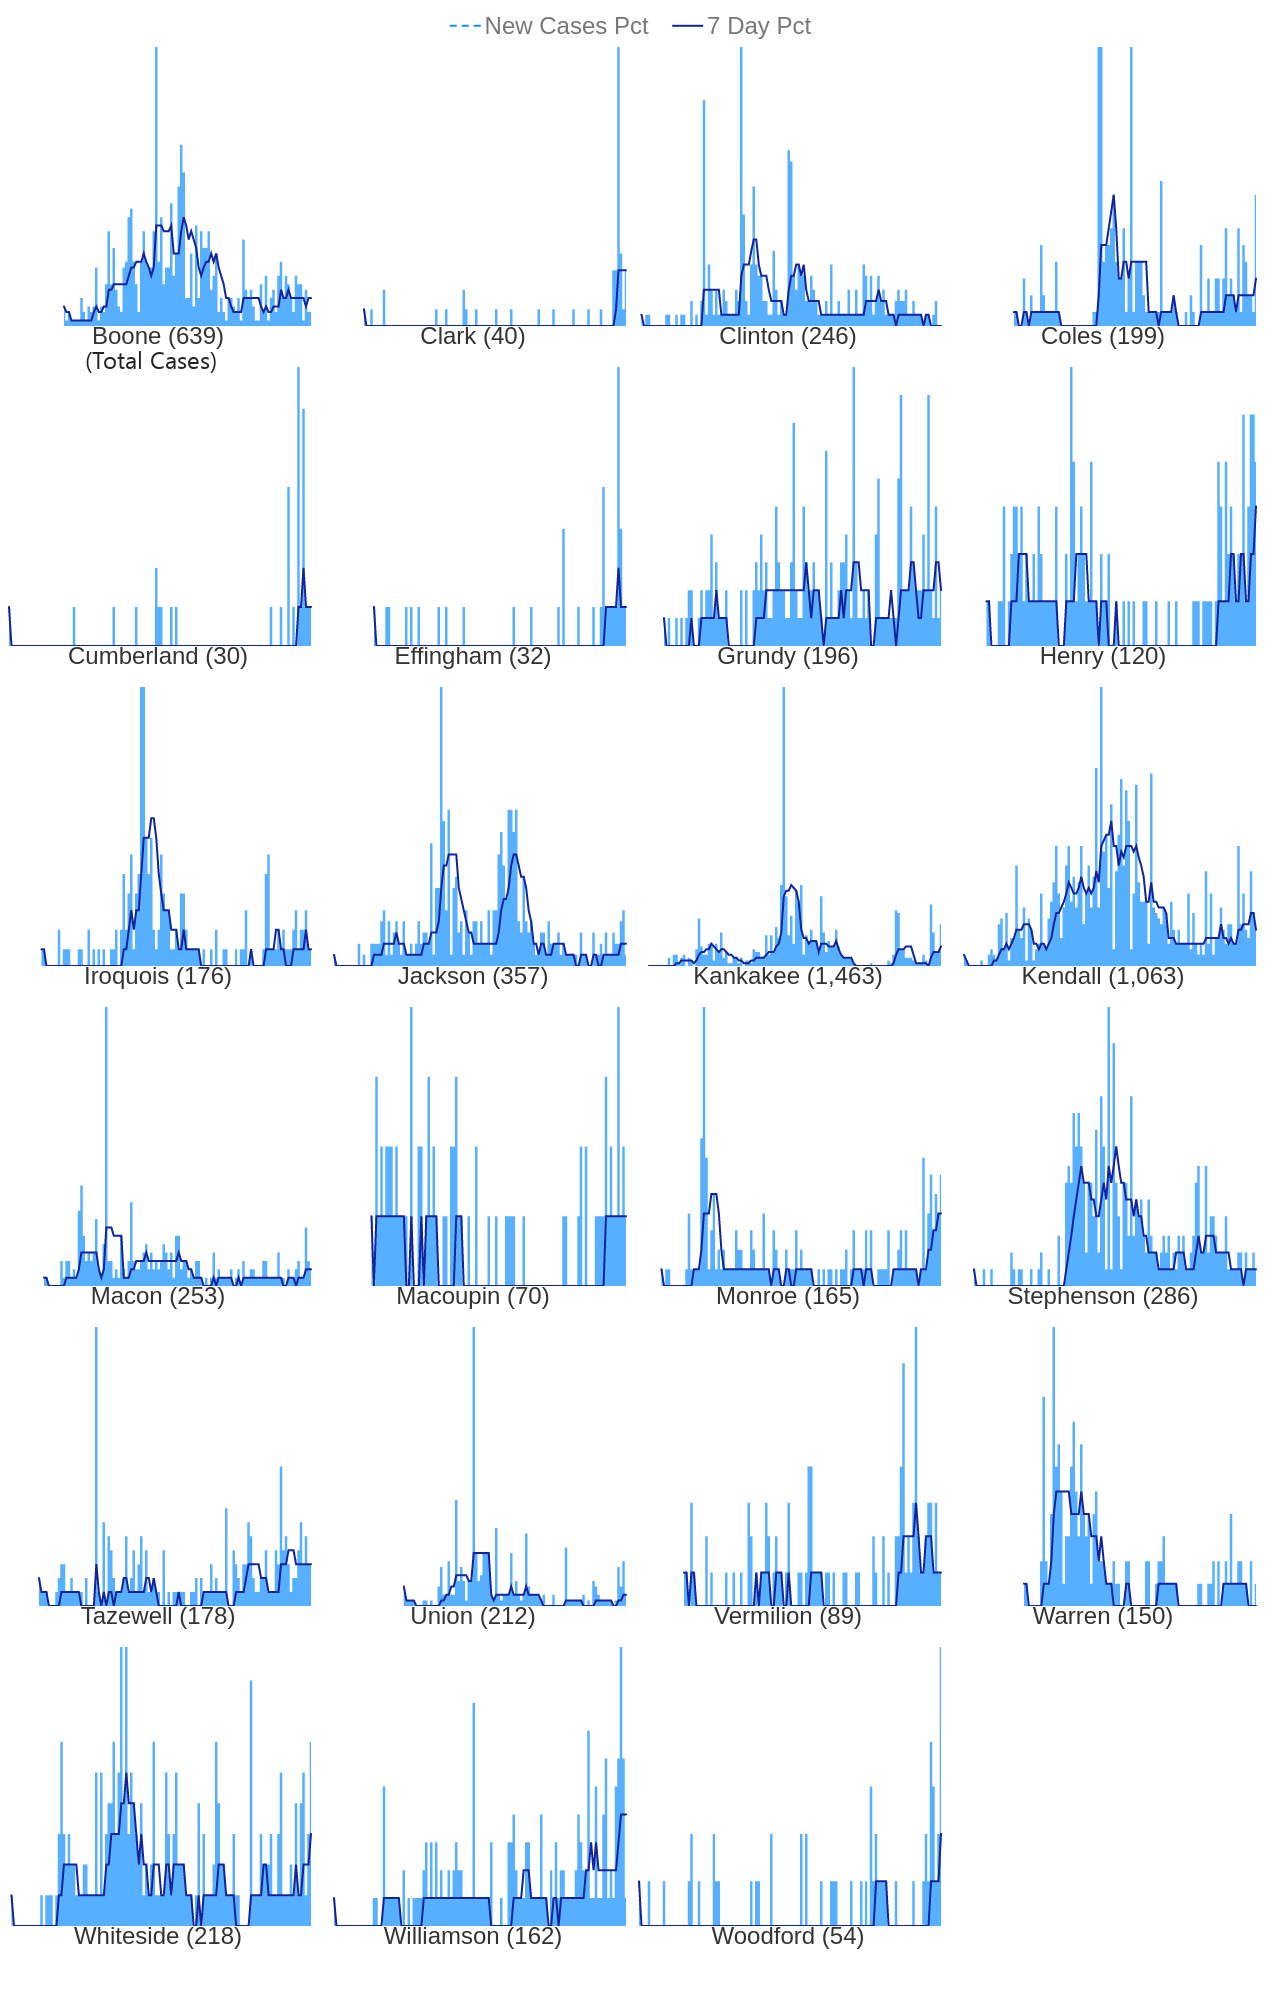 New Cases Pct 7 Day Pct
Boone (639) Clark (40) Clinton (246) Coles (199)
(Total Cases)
Cumberland (30) Effingham (32) Grundy (196) Henry (120)
Iroquois (176) Jackson (357) Kankakee (1,463) Kendall (1,063)
Macon (253) Macoupin (70) Monroe (165) Stephenson (286)
Tazewell (178) Union (212) Vermilion (89) Warren (150)
Whiteside (218) Williamson (162) Woodford (54)